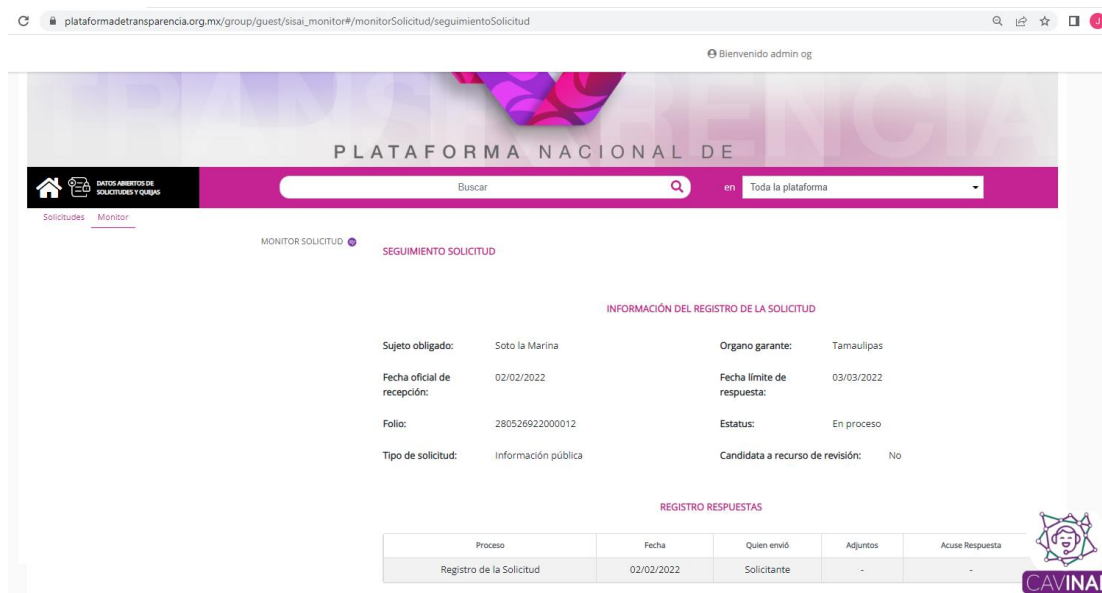 plataformadetransparencia.org.mx/group/guest/sisai_monitor#/monitorSolicitud/seguimientoSolicitud
J
Bienvenido admin og
TRANSPARENCIA
PLATAFORMA NACIONAL DE
DATOS ABIERTOS DE
SOLICITUDES Y QUEJAS
Buscar
en
Toda la plataforma
Solicitudes Monitor
MONITOR SOLICITUD
SEGUIMIENTO SOLICITUD
INFORMACIÓN DEL REGISTRO DE LA SOLICITUD
Sujeto obligado: Soto la Marina Organo garante: Tamaulipas
Fecha oficial de 02/02/2022 Fecha límite de 03/03/2022
recepción: respuesta:
Folio: 280526922000012 Estatus: En proceso
Tipo de solicitud: Información pública Candidata a recurso de revisión: No
REGISTRO RESPUESTAS
Proceso Fecha Quien envió Adjuntos Acuse Respuesta
Registro de la Solicitud 02/02/2022 Solicitante - -
CAVINAI